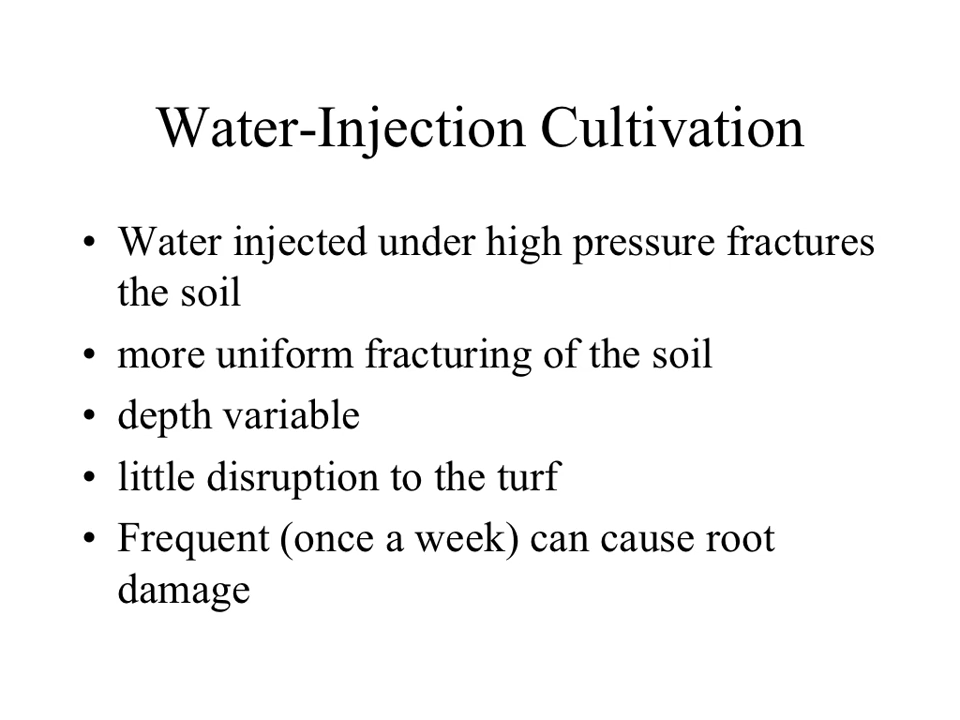 Water-Injection Cultivation
• Water injected under high pressure fractures
the soil
• more uniform fracturing of the soil
• depth variable
• little disruption to the turf
• Frequent (once a week) can cause root
damage